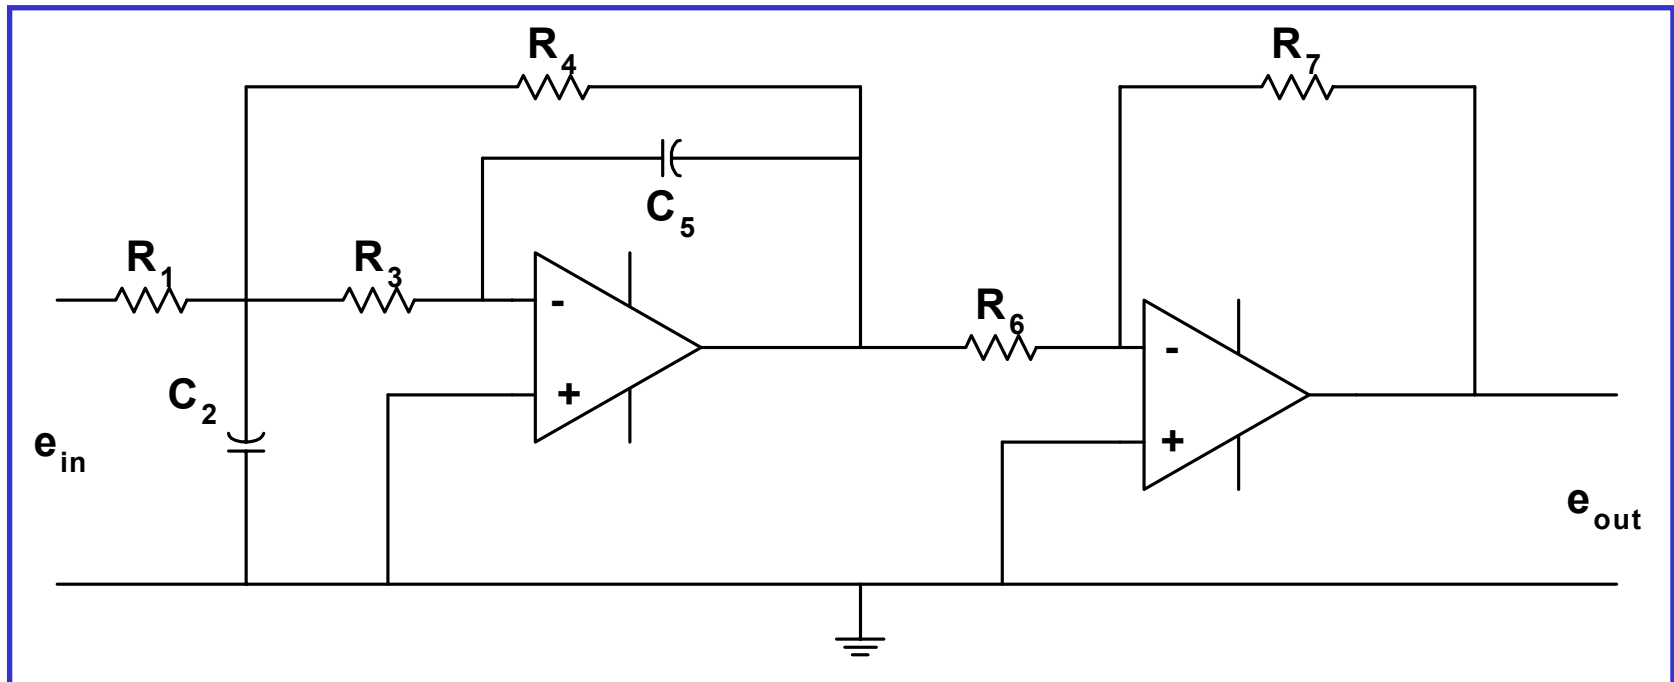 R4
R7
C5
R1
R3
-
R6
-
C2
+
+
ein
eout